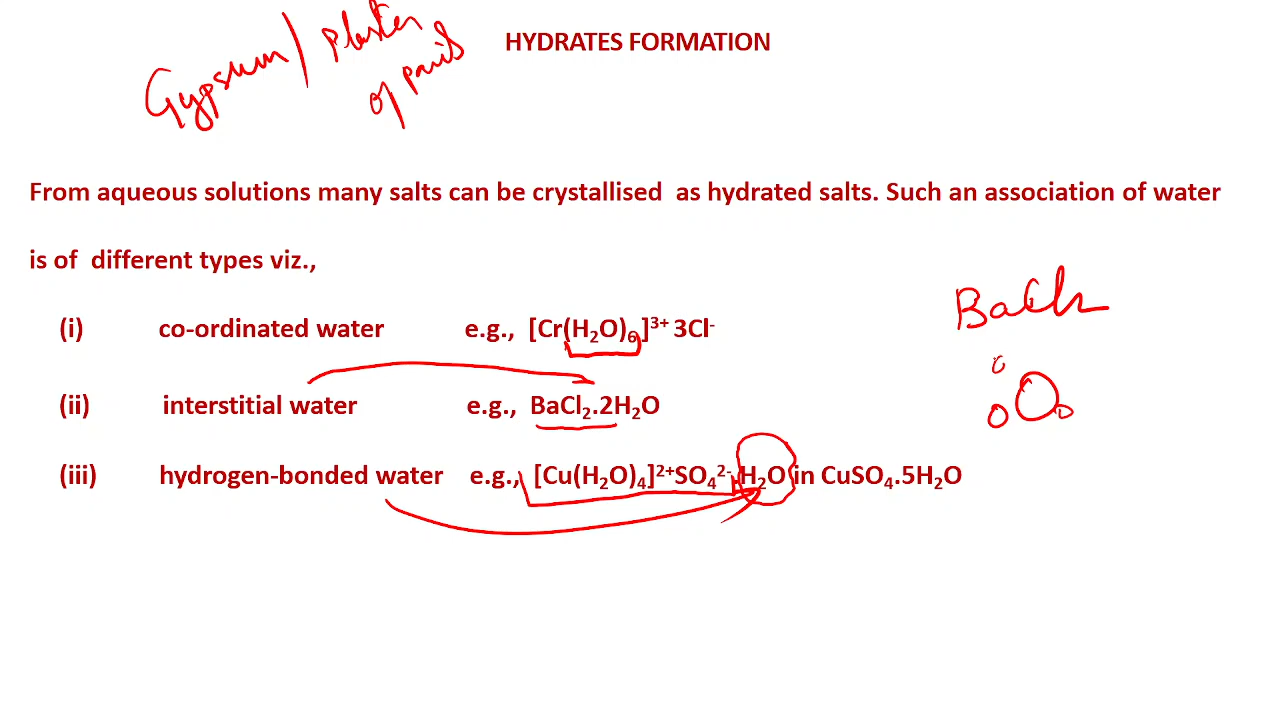 HYDRATES FORMATION
Gypsum / Plaster
of paris
From aqueous solutions many salts can be crystallised as hydrated salts. Such an association of water
is of different types viz.,
BaCl₂
(i) co-ordinated water e.g., [Cr(H₂O)₆]³⁺ 3Cl⁻
(ii) interstitial water e.g., BaCl₂.2H₂O
(iii) hydrogen-bonded water e.g., [Cu(H₂O)₄]²⁺SO₄²⁻ H₂O in CuSO₄.5H₂O